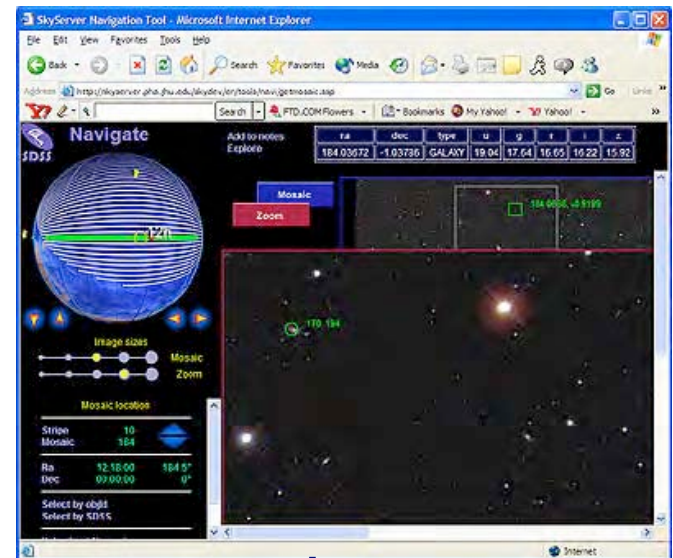 SkyServer Navigation Tool - Microsoft Internet Explorer
File Edit View Favorites Tools Help
Back Search Favorites Media
Address http://skyserver.pha.jhu.edu/skydev/en/tools/navi/getmosaic.asp Go Links
Search FTD.COM Flowers Bookmarks My Yahoo! Yahoo!
SDSS
Navigate
Add to notes
Explore
ra dec type u g r i z
184.03672 -1.03786 GALAXY 19.04 17.64 16.65 16.22 15.92
Mosaic
Zoom
12h
170, 194
Image sizes
Mosaic
Zoom
Mosaic location
Stripe 10
Mosaic 184
Ra 12:18:00 184.5°
Dec 00:00:00 0°
Select by objId
Select by SDSS
Internet